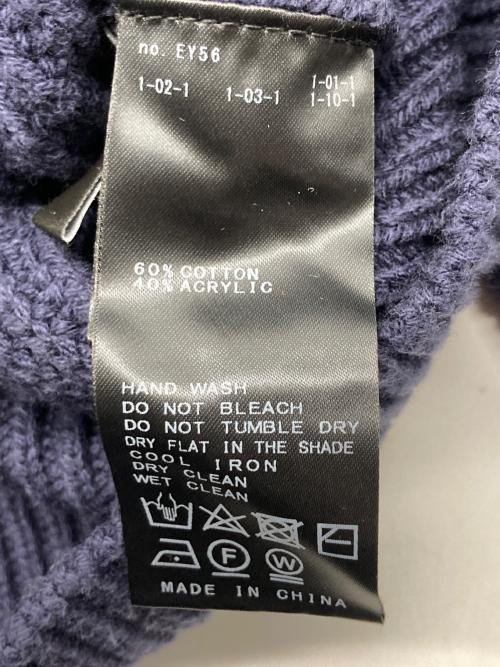 no. EY56
1-02-1 1-03-1 1-01-1
1-10-1
60% COTTON
40% ACRYLIC
HAND WASH
DO NOT BLEACH
DO NOT TUMBLE DRY
DRY FLAT IN THE SHADE
COOL IRON
DRY CLEAN
WET CLEAN
F W
MADE IN CHINA